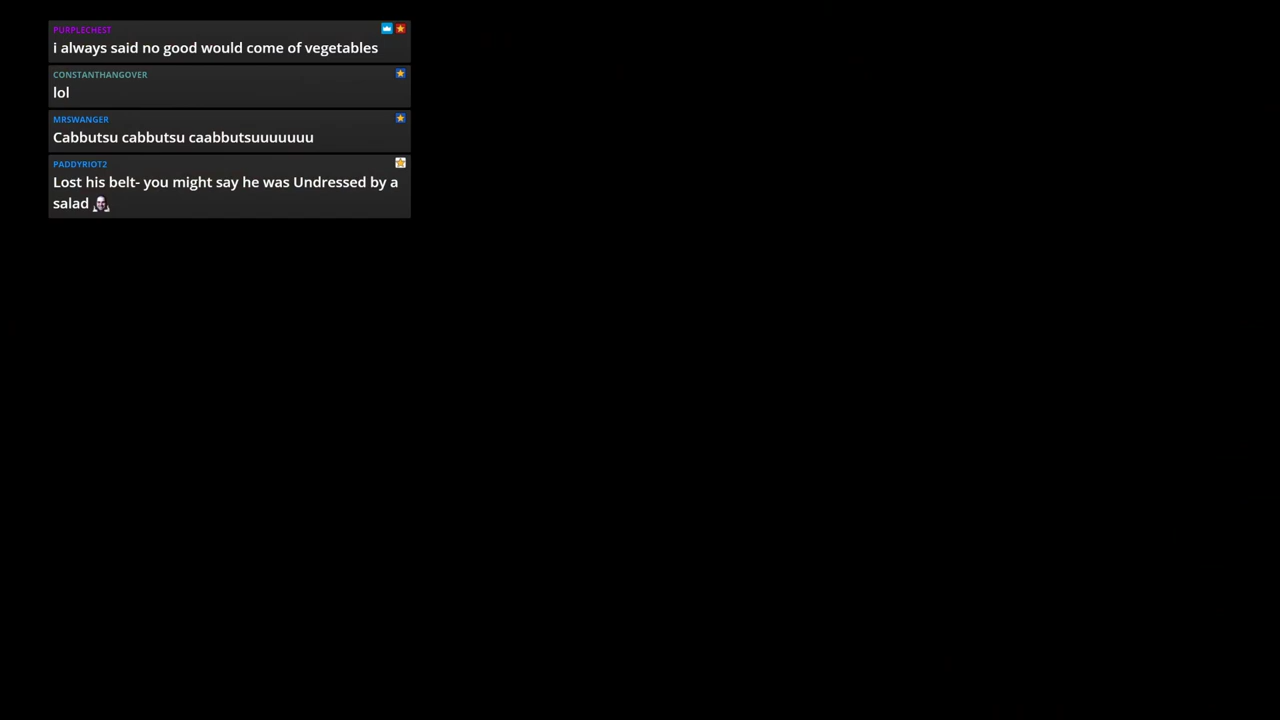 PURPLECHEST
i always said no good would come of vegetables
CONSTANTHANGOVER
lol
MRSWANGER
Cabbutsu cabbutsu caabbutsuuuuuuu
PADDYRIOT2
Lost his belt- you might say he was Undressed by a
salad